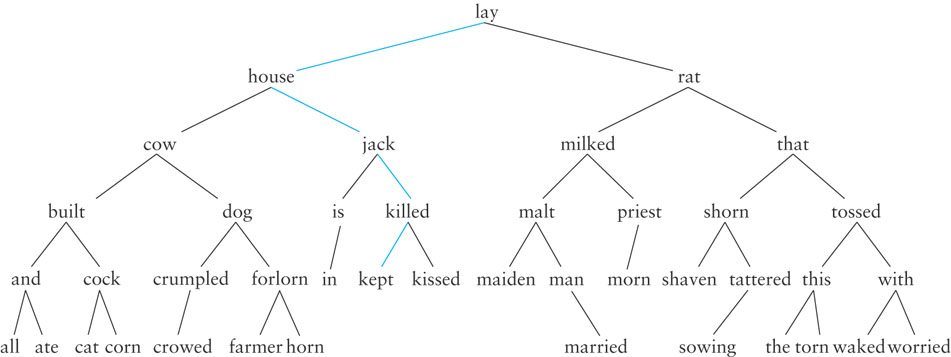 lay
house rat
cow jack milked that
built dog is killed malt priest shorn tossed
and cock crumpled forlorn in kept kissed maiden man morn shaven tattered this with
all ate cat corn crowed farmer horn married sowing the torn waked worried